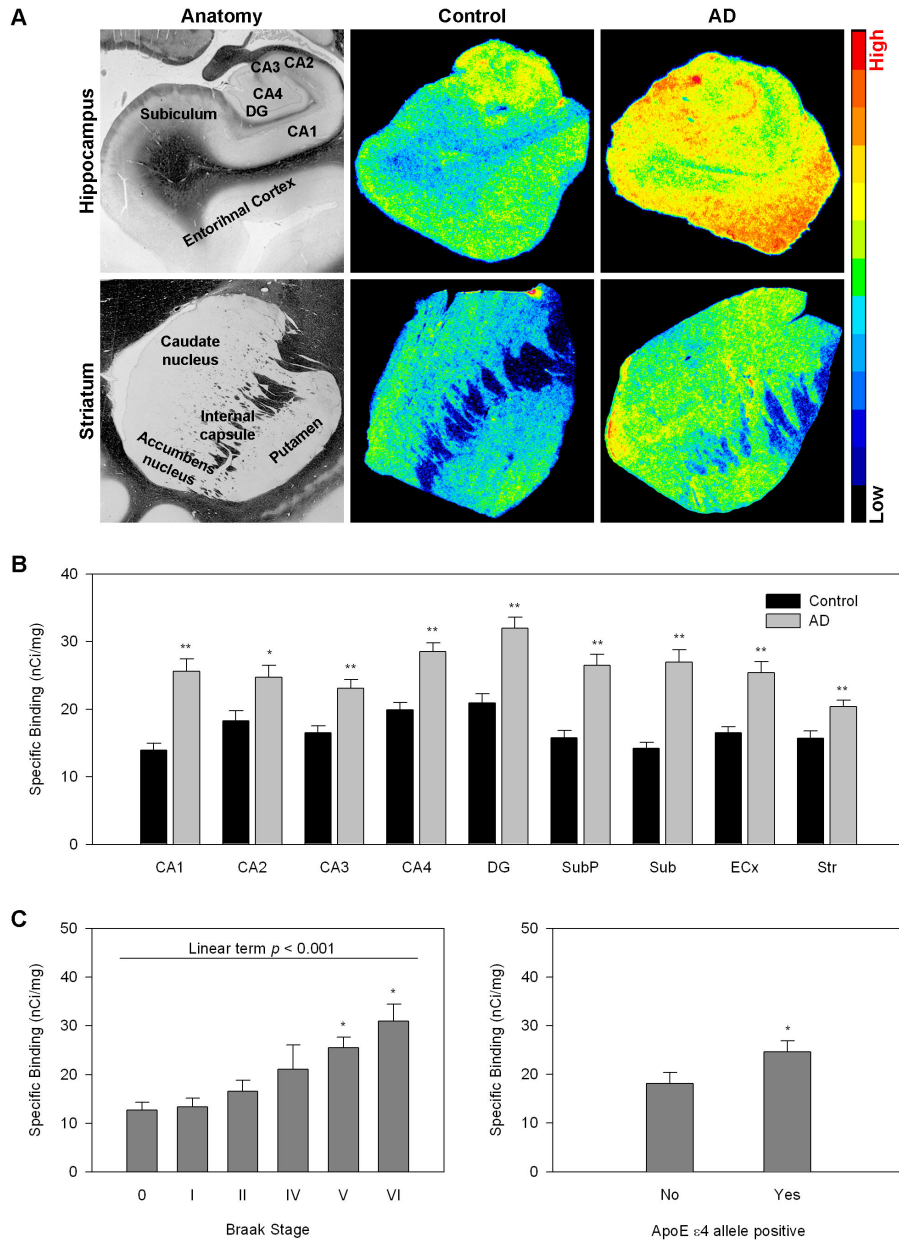 A
Anatomy
Control
AD
Hippocampus
CA3
CA2
CA4
DG
Subiculum
CA1
Entorihnal Cortex
High
Striatum
Caudate
nucleus
Internal
capsule
Accumbens
nucleus
Putamen
Low
B
Specific Binding (nCi/mg)
40
30
20
10
0
Control
AD
**
*
**
**
**
**
**
**
**
CA1
CA2
CA3
CA4
DG
SubP
Sub
ECx
Str
C
Specific Binding (nCi/mg)
50
40
30
20
10
0
Linear term p < 0.001
*
*
0
I
II
IV
V
VI
Braak Stage
Specific Binding (nCi/mg)
50
40
30
20
10
0
*
No
Yes
ApoE ε4 allele positive